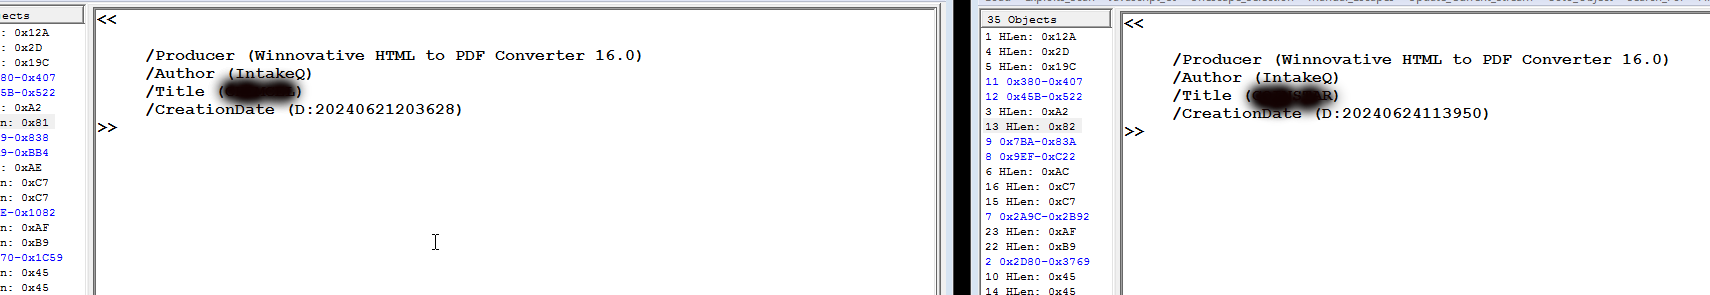 ects
: 0x12A
: 0x2D
: 0x19C
80-0x407
5B-0x522
: 0xA2
n: 0x81
9-0x838
9-0xBB4
: 0xAE
n: 0xC7
n: 0xC7
E-0x1082
n: 0xAF
n: 0xB9
70-0x1C59
n: 0x45
n: 0x45
<<
/Producer (Winnovative HTML to PDF Converter 16.0)
/Author (IntakeQ)
/Title ( )
/CreationDate (D:20240621203628)
>>
35 Objects
1 HLen: 0x12A
4 HLen: 0x2D
5 HLen: 0x19C
11 0x380-0x407
12 0x45B-0x522
3 HLen: 0xA2
13 HLen: 0x82
9 0x7BA-0x83A
8 0x9EF-0xC22
6 HLen: 0xAC
16 HLen: 0xC7
15 HLen: 0xC7
7 0x2A9C-0x2B92
23 HLen: 0xAF
22 HLen: 0xB9
2 0x2D80-0x3769
10 HLen: 0x45
14 HLen: 0x45
<<
/Producer (Winnovative HTML to PDF Converter 16.0)
/Author (IntakeQ)
/Title ( )
/CreationDate (D:20240624113950)
>>